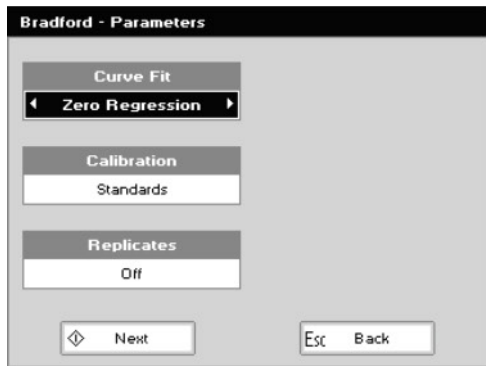 Bradford - Parameters
Curve Fit
Zero Regression
Calibration
Standards
Replicates
Off
Next
Esc Back